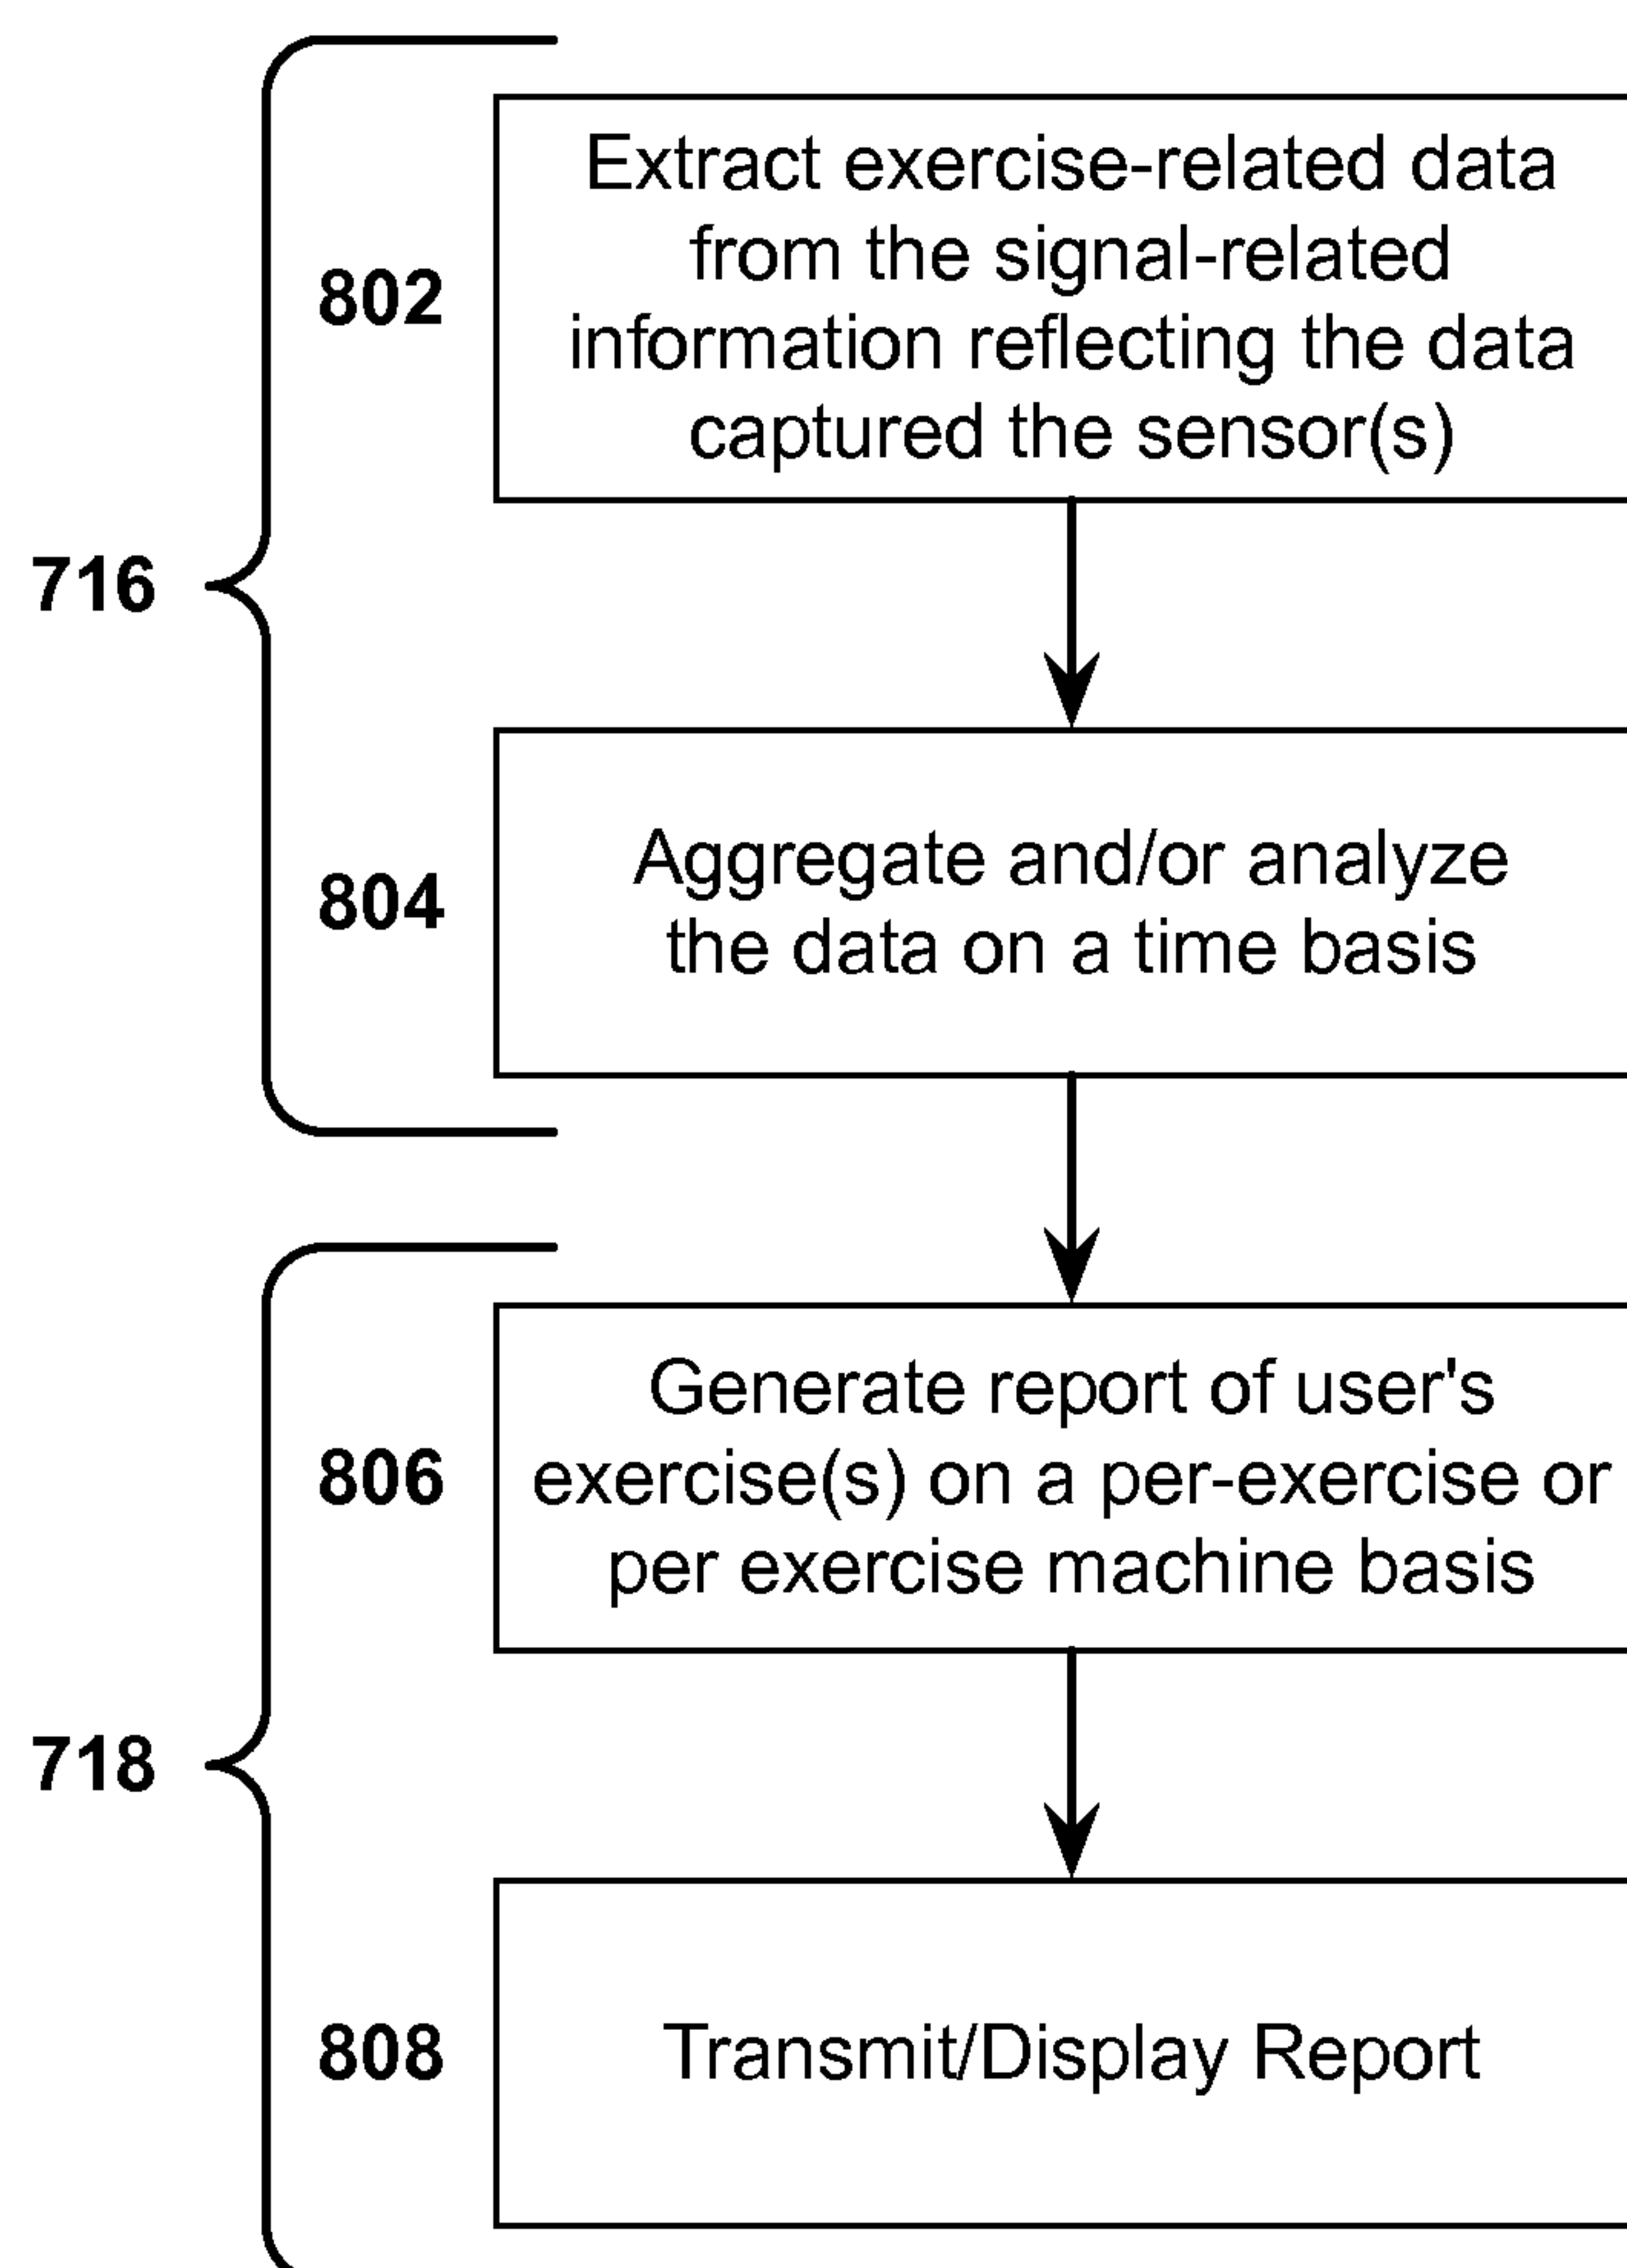 802
Extract exercise-related data
from the signal-related
information reflecting the data
captured the sensor(s)
716
804
Aggregate and/or analyze
the data on a time basis
806
Generate report of user's
exercise(s) on a per-exercise or
per exercise machine basis
718
808
Transmit/Display Report